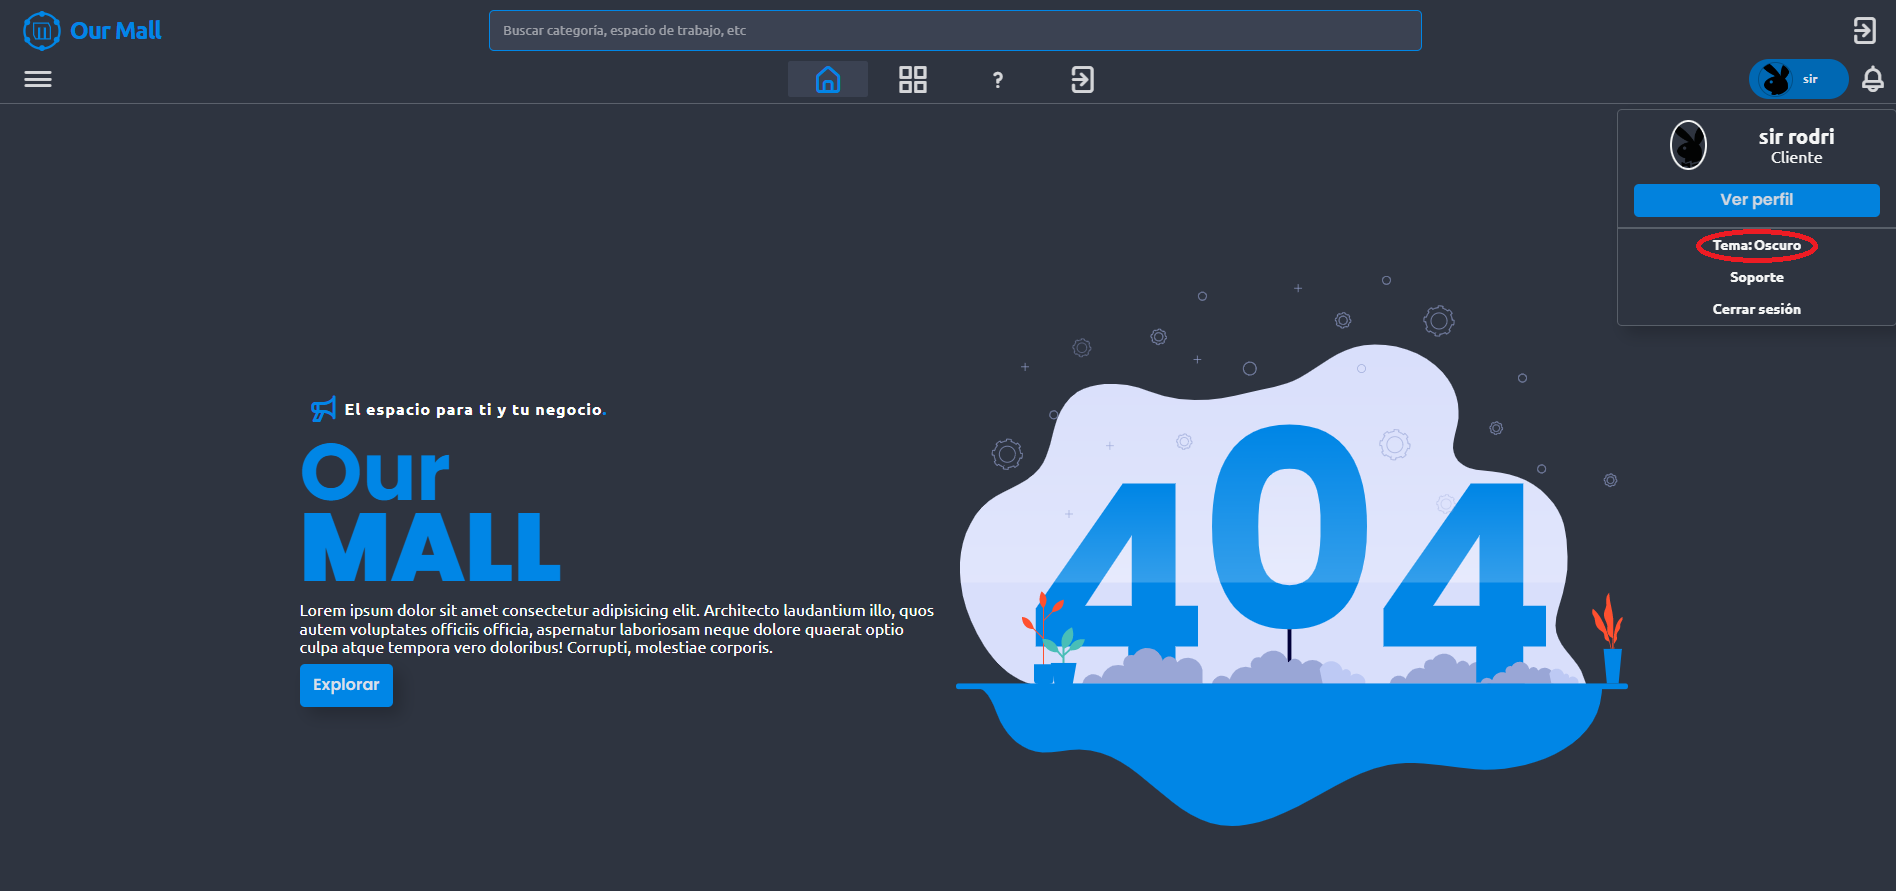 Our Mall
Buscar categoría, espacio de trabajo, etc
?
sir
sir rodri
Cliente
Ver perfil
Tema: Oscuro
Soporte
Cerrar sesión
El espacio para ti y tu negocio.
Our
MALL
Lorem ipsum dolor sit amet consectetur adipisicing elit. Architecto laudantium illo, quos
autem voluptates officiis officia, aspernatur laboriosam neque dolore quaerat optio
culpa atque tempora vero doloribus! Corrupti, molestiae corporis.
Explorar
404